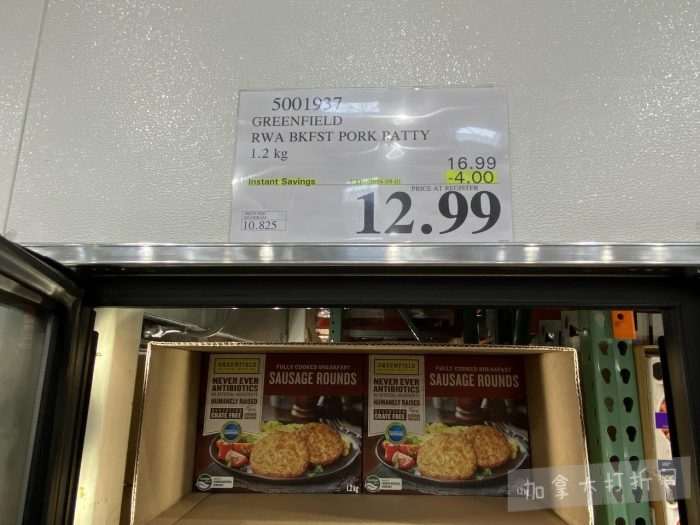 5001937
GREENFIELD
RWA BKFST PORK PATTY
1.2 kg
16.99
Instant Savings
-4.00
PRICE AT REGISTER
12.99
10.825
GREENFIELD
FULLY COOKED BREAKFAST
SAUSAGE ROUNDS
NEVER EVER
ANTIBIOTICS
HUMANELY RAISED
CRATE FREE
1.2kg
GREENFIELD
FULLY COOKED BREAKFAST
SAUSAGE ROUNDS
NEVER EVER
ANTIBIOTICS
HUMANELY RAISED
CRATE FREE
加拿大打折